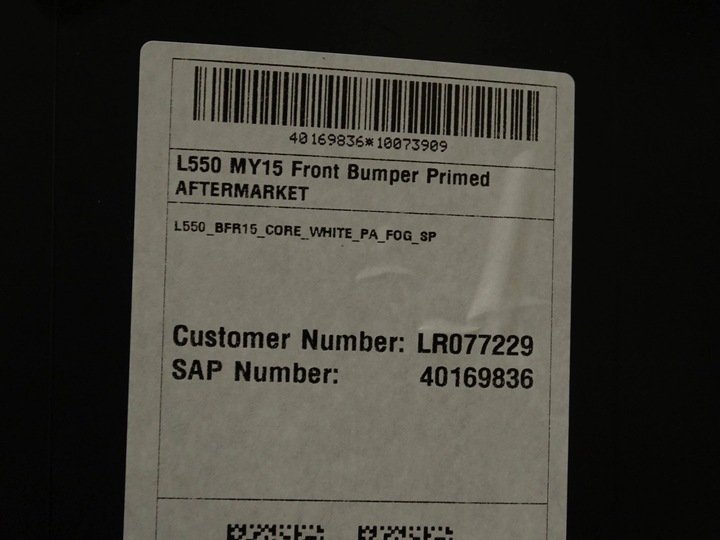 40169836*10073909
L550 MY15 Front Bumper Primed
AFTERMARKET
L550_BFR15_CORE_WHITE_PA_FOG_SP
Customer Number: LR077229
SAP Number: 40169836